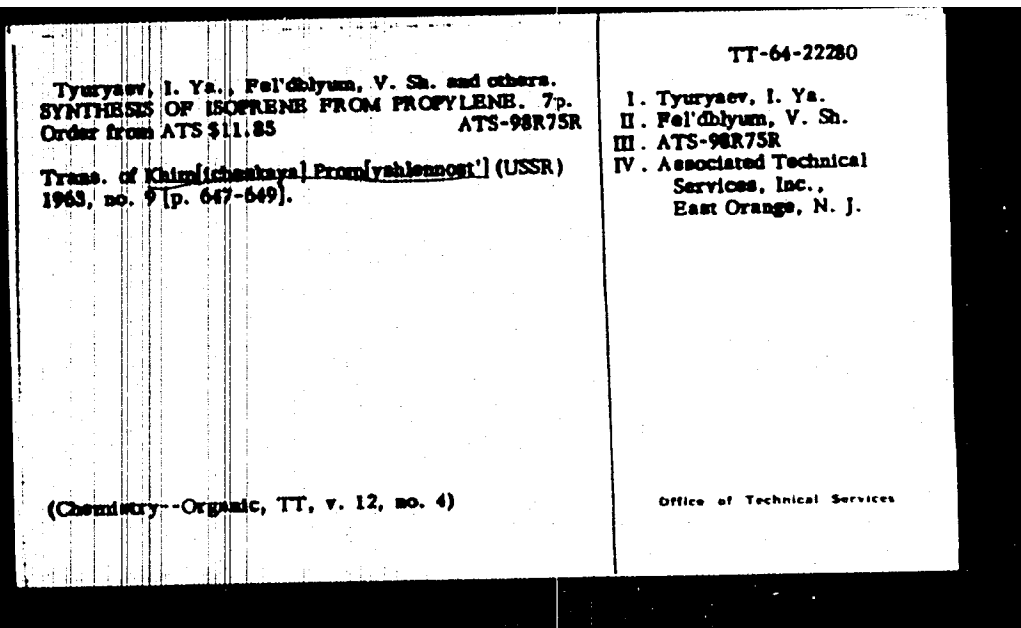 Tyuryaev, I. Ya., Fel'dblyum, V. Sh. and others.
SYNTHESIS OF ISOPRENE FROM PROPYLENE. 7p.
Order from ATS $11.85 ATS-98R75R
Trans. of Khim[icheskaya] Prom[yshlennost'] (USSR)
1963, no. 9 [p. 647-649].
(Chemistry--Organic, TT, v. 12, no. 4)
TT-64-22280
I. Tyuryaev, I. Ya.
II. Fel'dblyum, V. Sh.
III. ATS-98R75R
IV. Associated Technical
Services, Inc.,
East Orange, N. J.
Office of Technical Services